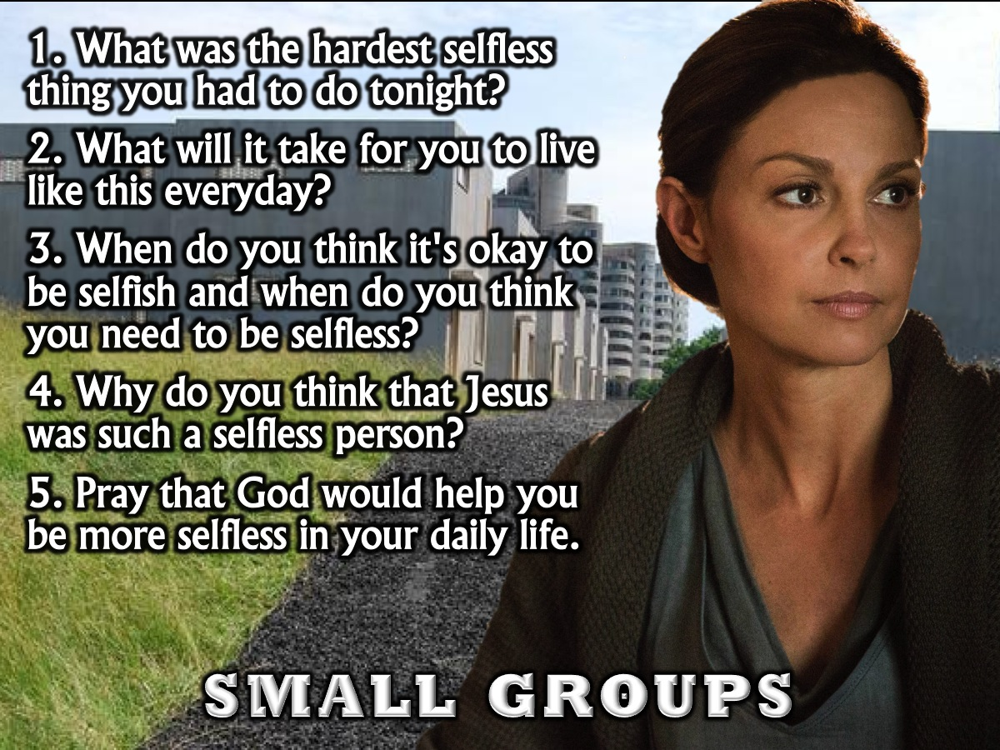 1. What was the hardest selfless
thing you had to do tonight?
2. What will it take for you to live
like this everyday?
3. When do you think it's okay to
be selfish and when do you think
you need to be selfless?
4. Why do you think that Jesus
was such a selfless person?
5. Pray that God would help you
be more selfless in your daily life.
SMALL GROUPS